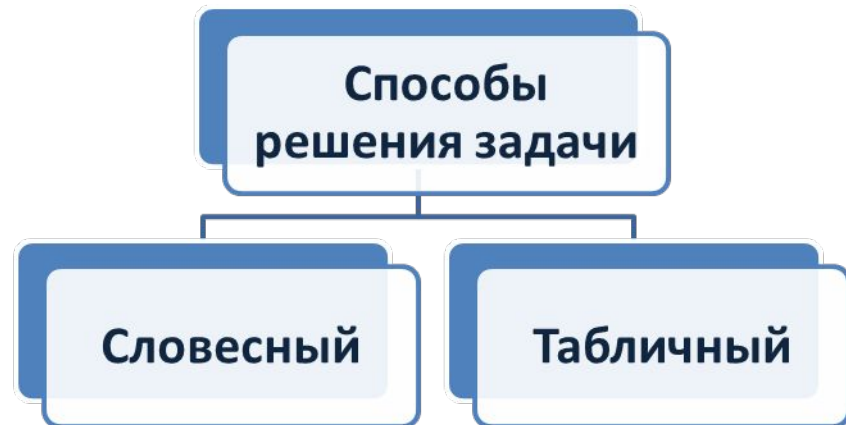 Способы
решения задачи
Словесный
Табличный